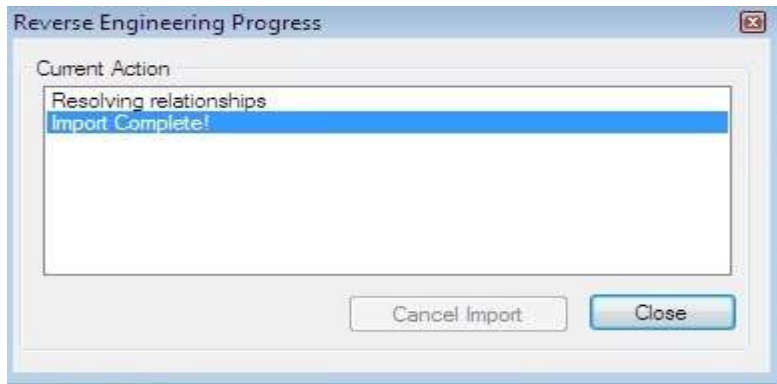 Reverse Engineering Progress
Current Action
Resolving relationships
Import Complete!
Cancel Import
Close